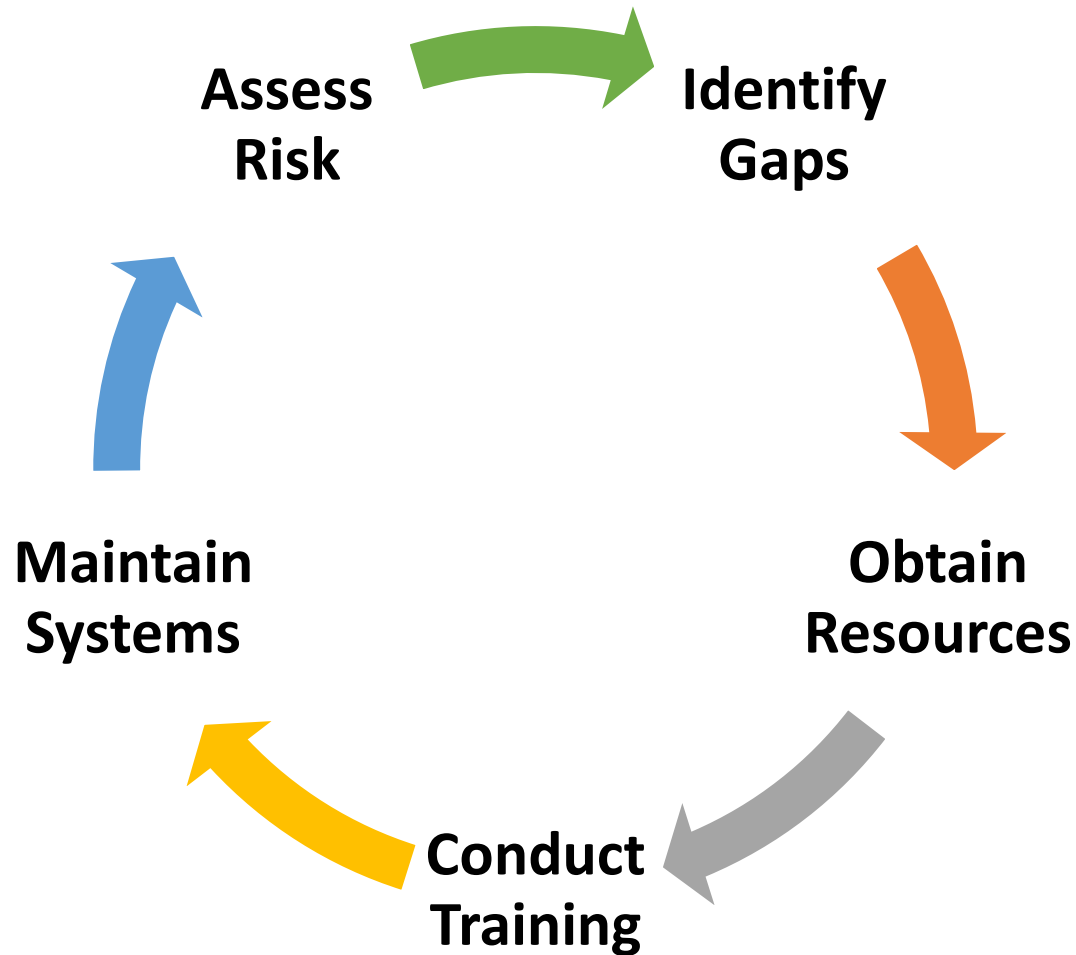 Assess
Risk
Identify
Gaps
Obtain
Resources
Conduct
Training
Maintain
Systems